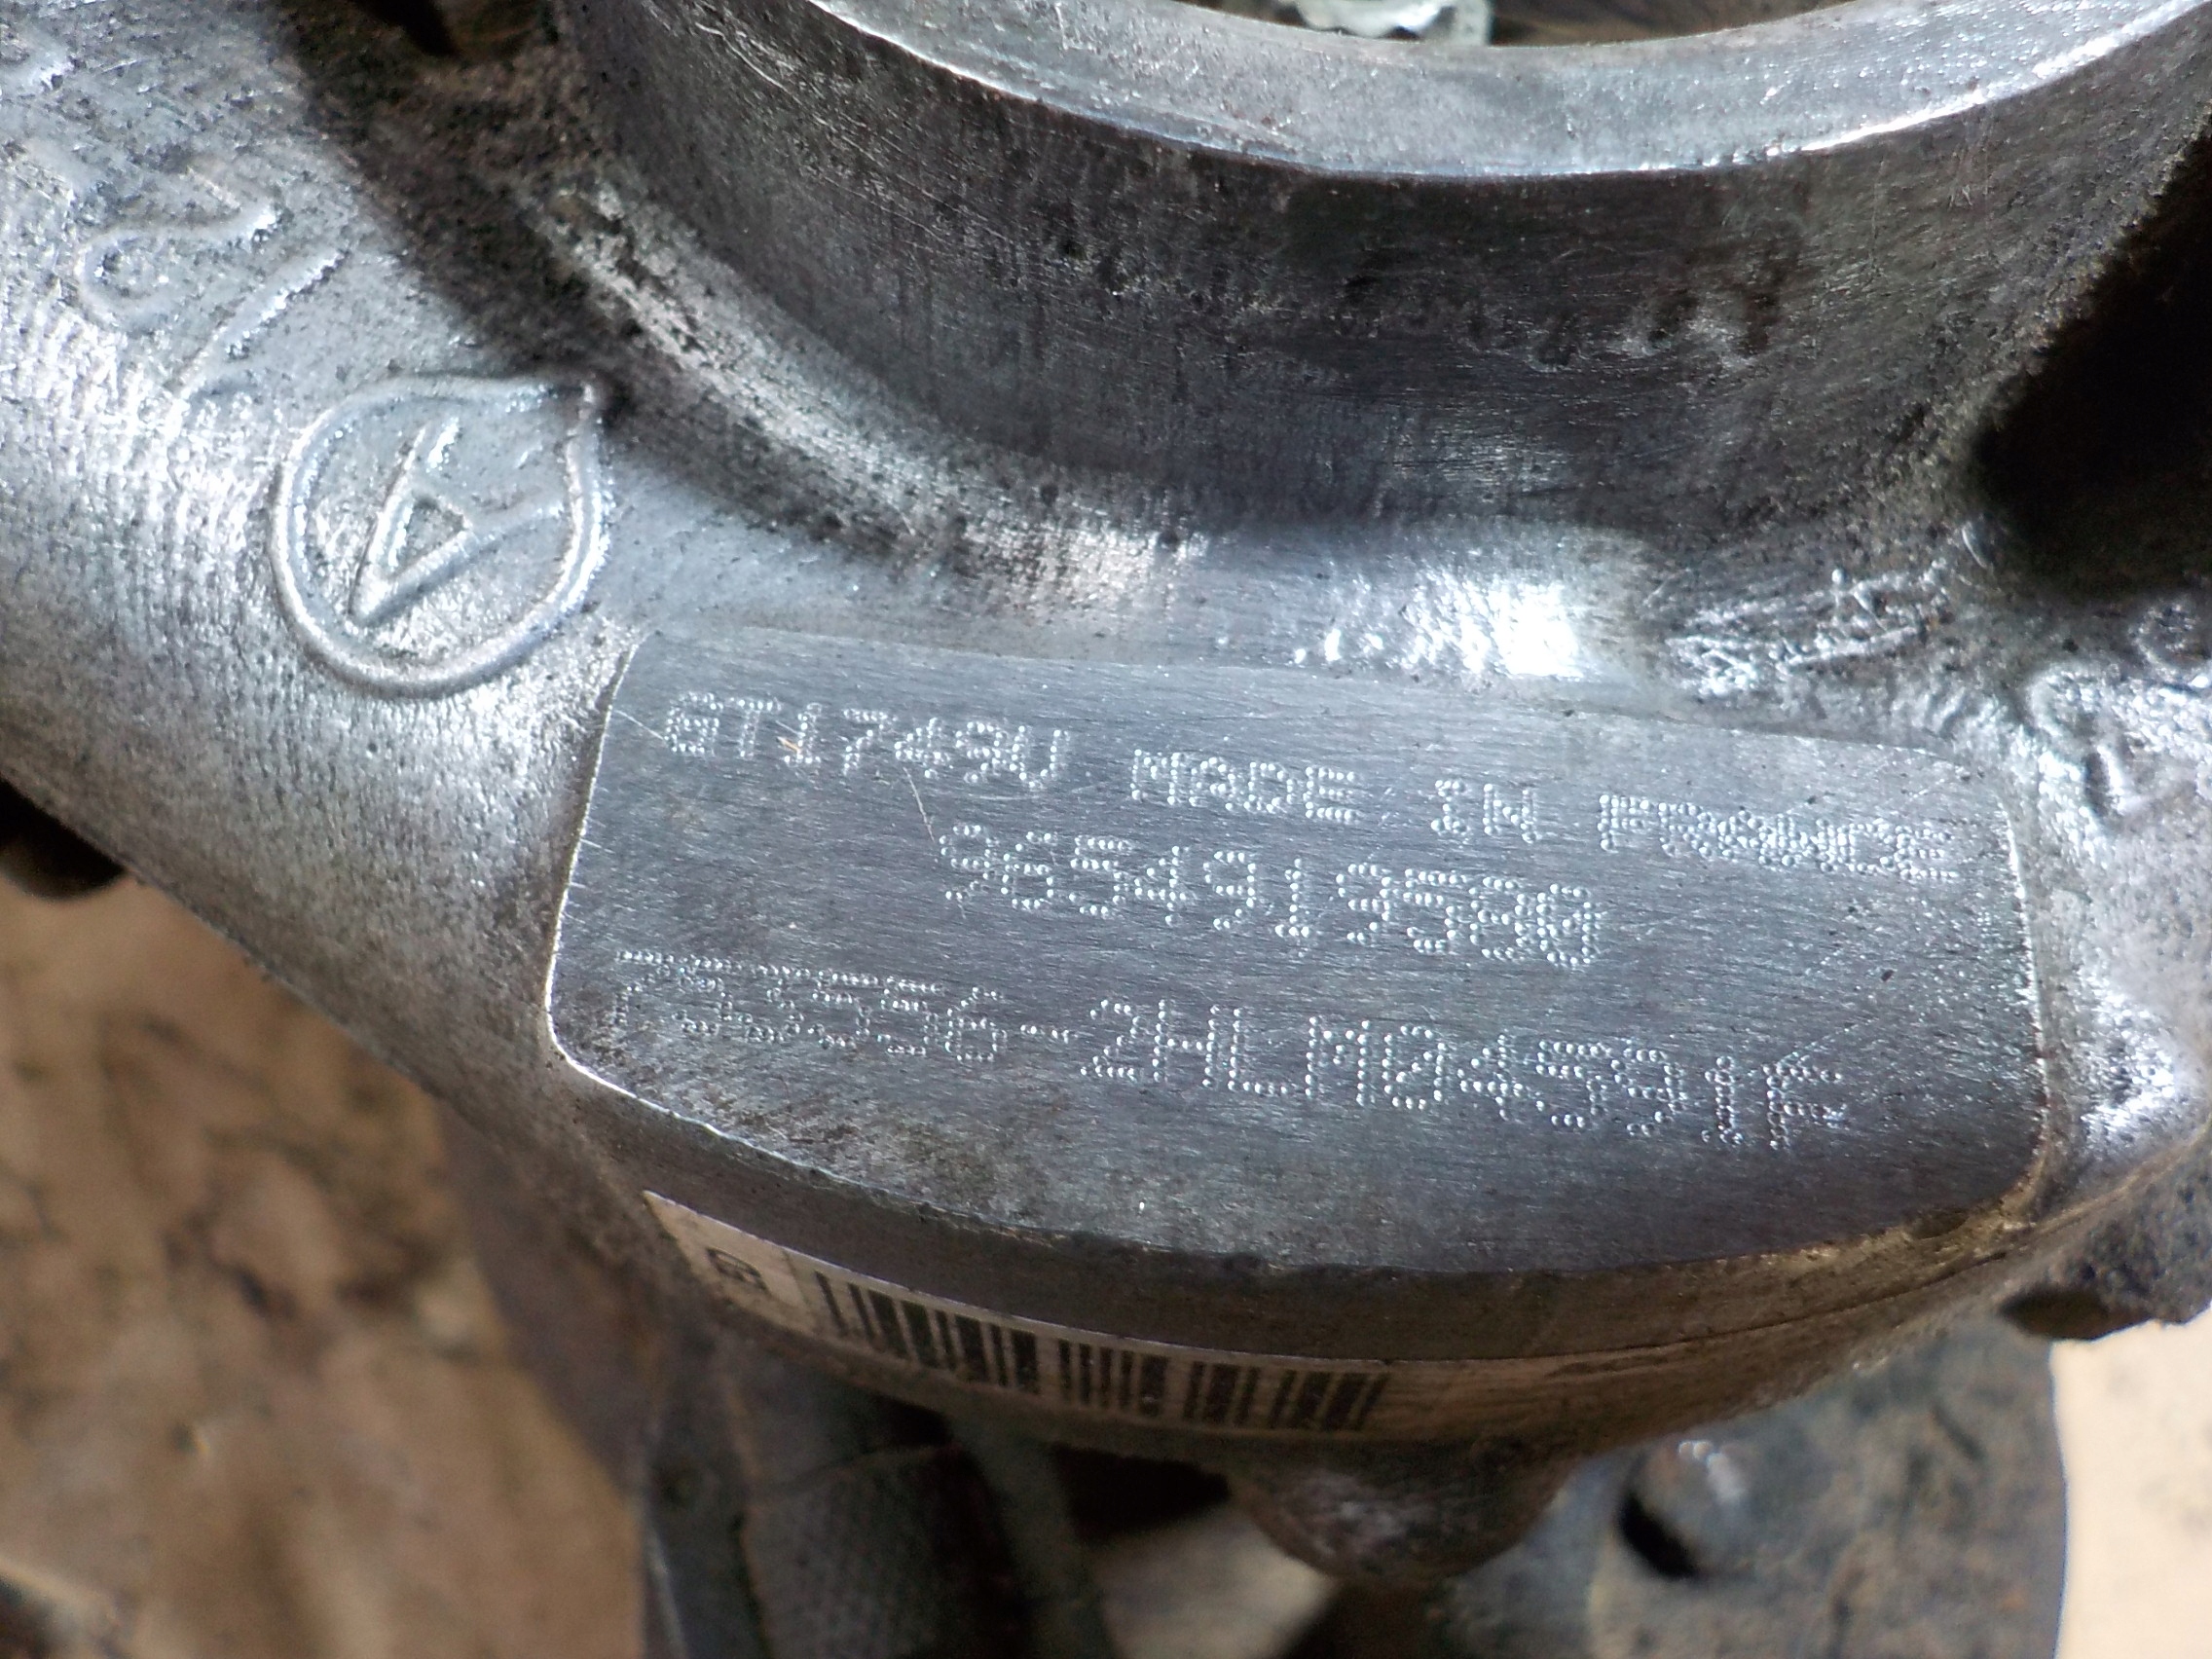 A
GT1749V MADE IN FRANCE
9654919580
753556-2HLM04591F